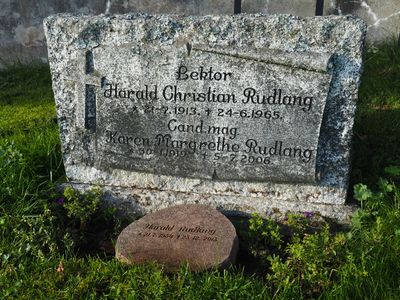 Lektor
Harald Christian Rudlang
* 21-7.1913. † 24-6.1965.
Cand. mag.
Karen Margrethe Rudlang
† 5-7 2006
Harald Rudlang